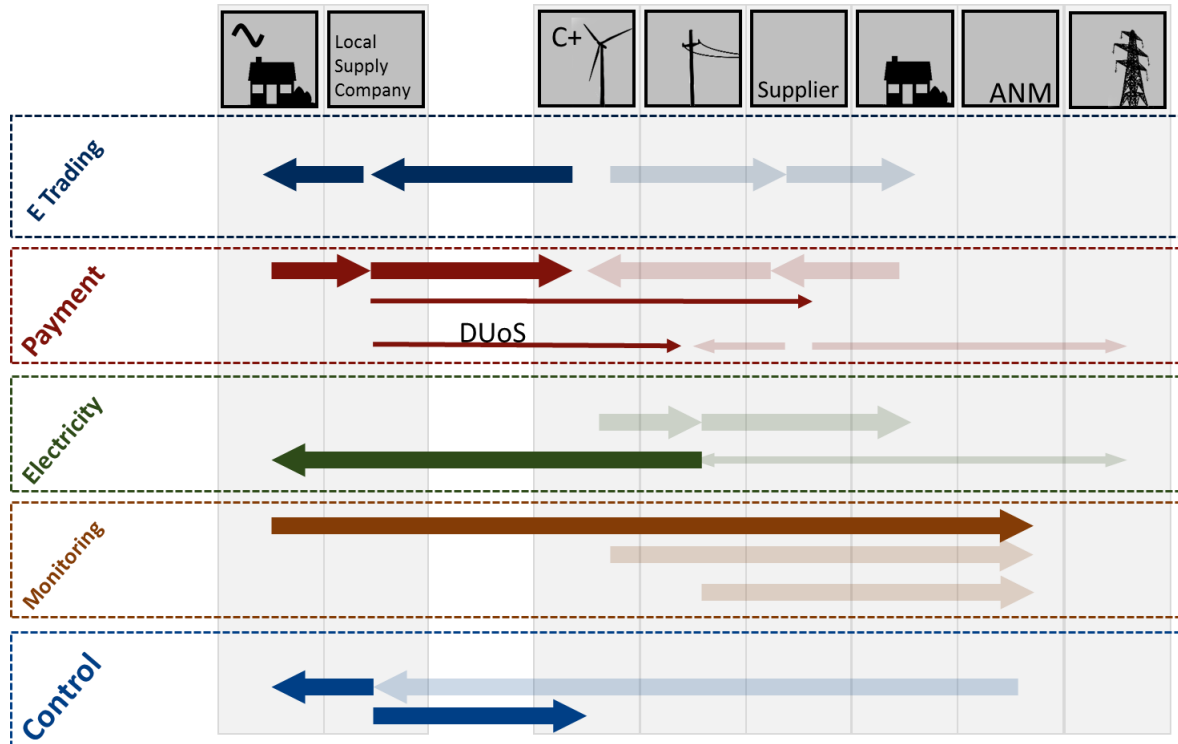 Local
Supply
Company
C+
Supplier
ANM
E Trading
Payment
DUoS
Electricity
Monitoring
Control